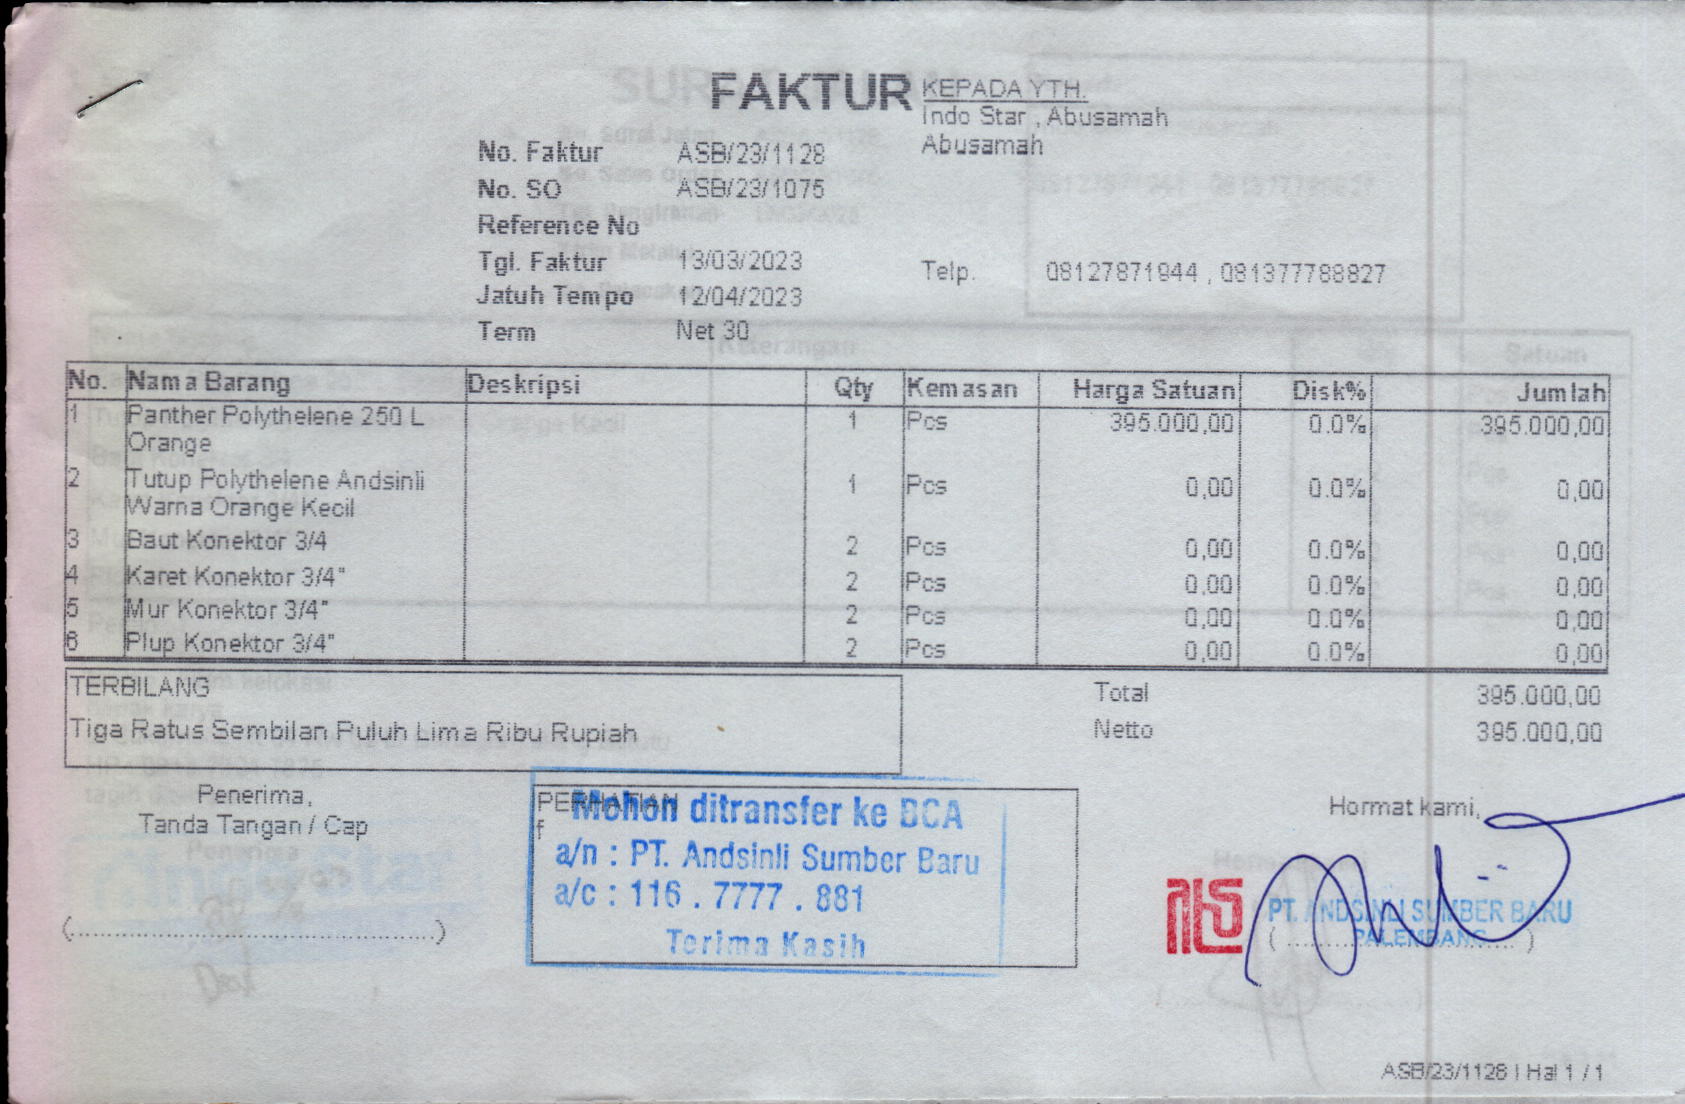 FAKTUR
KEPADA YTH.
Indo Star , Abusamah
Abusamah
No. Faktur ASB/23/1128
No. SO ASB/23/1075
Reference No
Tgl. Faktur 13/03/2023
Jatuh Tempo 12/04/2023
Term Net 30
Telp. 08127871944 , 081377788827
No. Nama Barang Deskripsi Qty Kemasan Harga Satuan Disk% Jumlah
1 Panther Polythelene 250 L 1 Pcs 395.000,00 0.0% 395.000,00
Orange
2 Tutup Polythelene Andsinli 1 Pcs 0,00 0.0% 0,00
Warna Orange Kecil
3 Baut Konektor 3/4 2 Pcs 0,00 0.0% 0,00
4 Karet Konektor 3/4" 2 Pcs 0,00 0.0% 0,00
5 Mur Konektor 3/4" 2 Pcs 0,00 0.0% 0,00
6 Plup Konektor 3/4" 2 Pcs 0,00 0.0% 0,00
TERBILANG
Tiga Ratus Sembilan Puluh Lima Ribu Rupiah
Total 395.000,00
Netto 395.000,00
Penerima,
Tanda Tangan / Cap
(........................................)
PERHATIAN
f
Mohon ditransfer ke BCA
a/n : PT. Andsinli Sumber Baru
a/c : 116 . 7777 . 881
Terima Kasih
Hormat kami,
PT. ANDSINLI SUMBER BARU
PALEMBANG
ASB/23/1128 | Hal 1 / 1